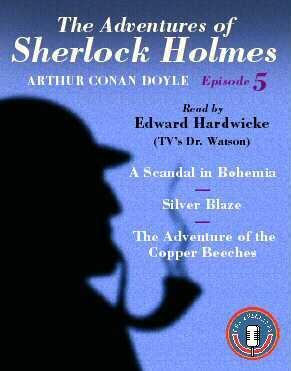 The Adventures of
Sherlock Holmes
ARTHUR CONAN DOYLE Episode 5
Read by
Edward Hardwicke
(TV's Dr. Watson)
A Scandal in Bohemia
Silver Blaze
The Adventure of the
Copper Beeches